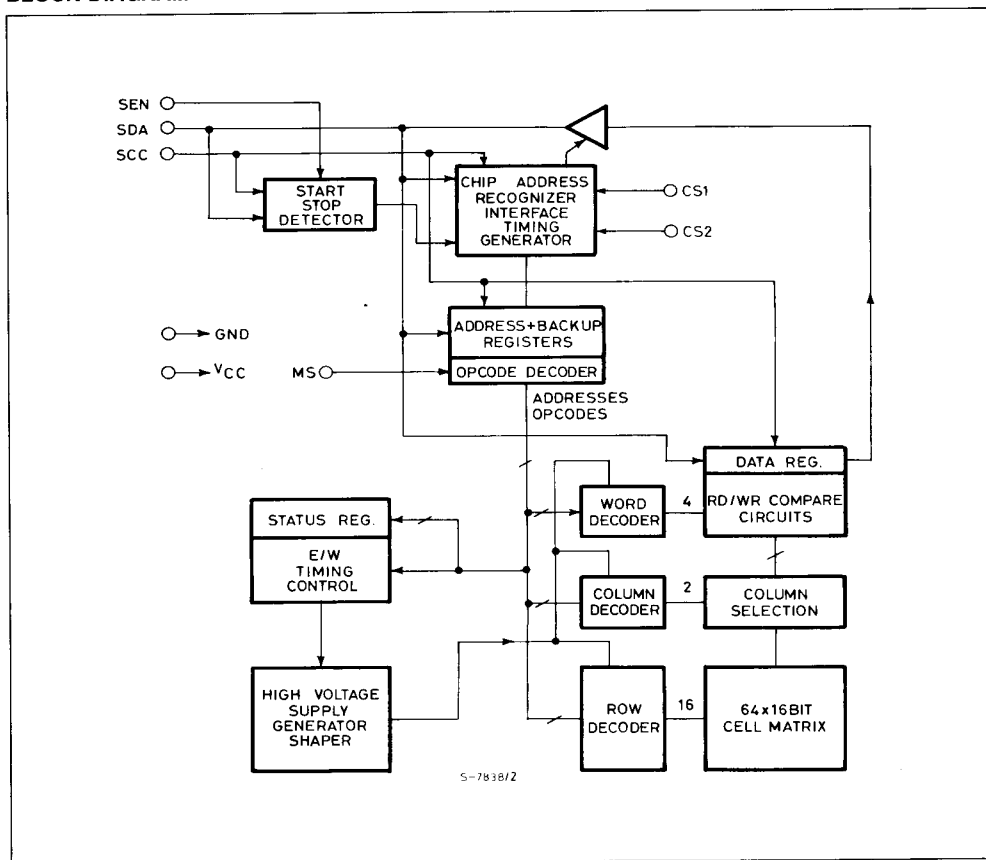 SEN
SDA
SCC
START
STOP
DETECTOR
CHIP ADDRESS
RECOGNIZER
INTERFACE
TIMING
GENERATOR
CS1
CS2
GND
VCC
MS
ADDRESS+BACKUP
REGISTERS
OPCODE DECODER
ADDRESSES
OPCODES
DATA REG.
RD/WR COMPARE
CIRCUITS
WORD
DECODER
4
STATUS REG.
E/W
TIMING
CONTROL
COLUMN
DECODER
2
COLUMN
SELECTION
HIGH VOLTAGE
SUPPLY
GENERATOR
SHAPER
ROW
DECODER
16
64x16BIT
CELL MATRIX
S-7838/2